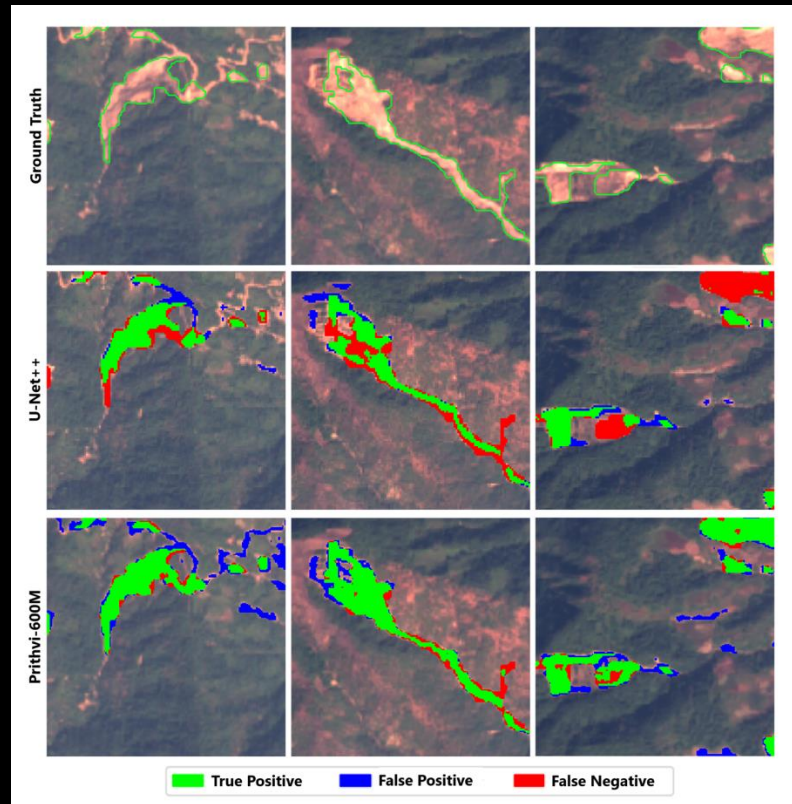 Ground Truth
U-Net++
Prithvi-600M
True Positive
False Positive
False Negative